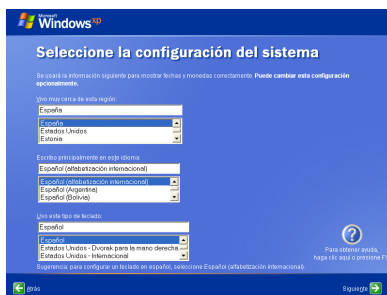 Microsoft
Windows xp
Seleccione la configuración del sistema
Se usará la información siguiente para mostrar fechas y monedas correctamente. Puede cambiar esta configuración
opcionalmente.
Vivo muy cerca de esta región:
España
España
Estados Unidos
Estonia
Escribo principalmente en este idioma:
Español (alfabetización internacional)
Español (alfabetización internacional)
Español (Argentina)
Español (Bolivia)
Uso este tipo de teclado:
Español
Español
Estados Unidos - Dvorak para la mano derecha
Estados Unidos - Internacional
Sugerencia: para configurar un teclado en español, seleccione Español (alfabetización internacional).
Para obtener ayuda,
haga clic aquí o presione F1
Atrás
Siguiente